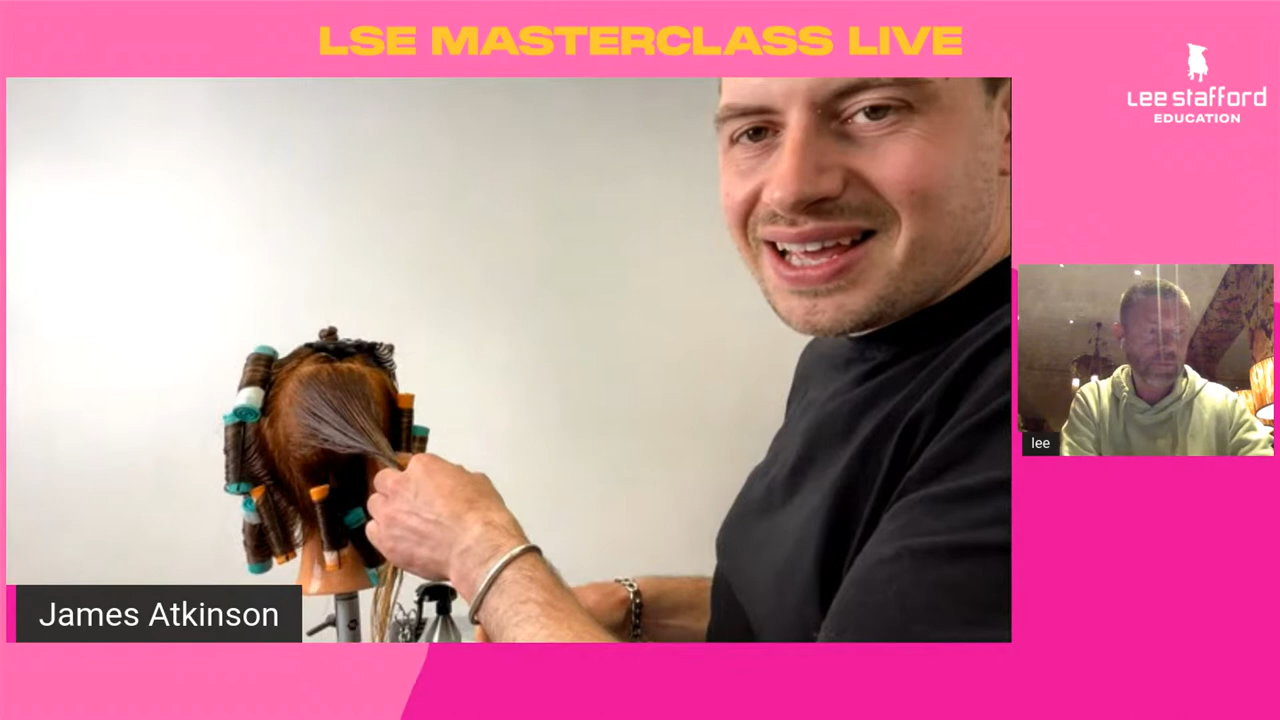 LSE MASTERCLASS LIVE
Lee Stafford
EDUCATION
lee
James Atkinson